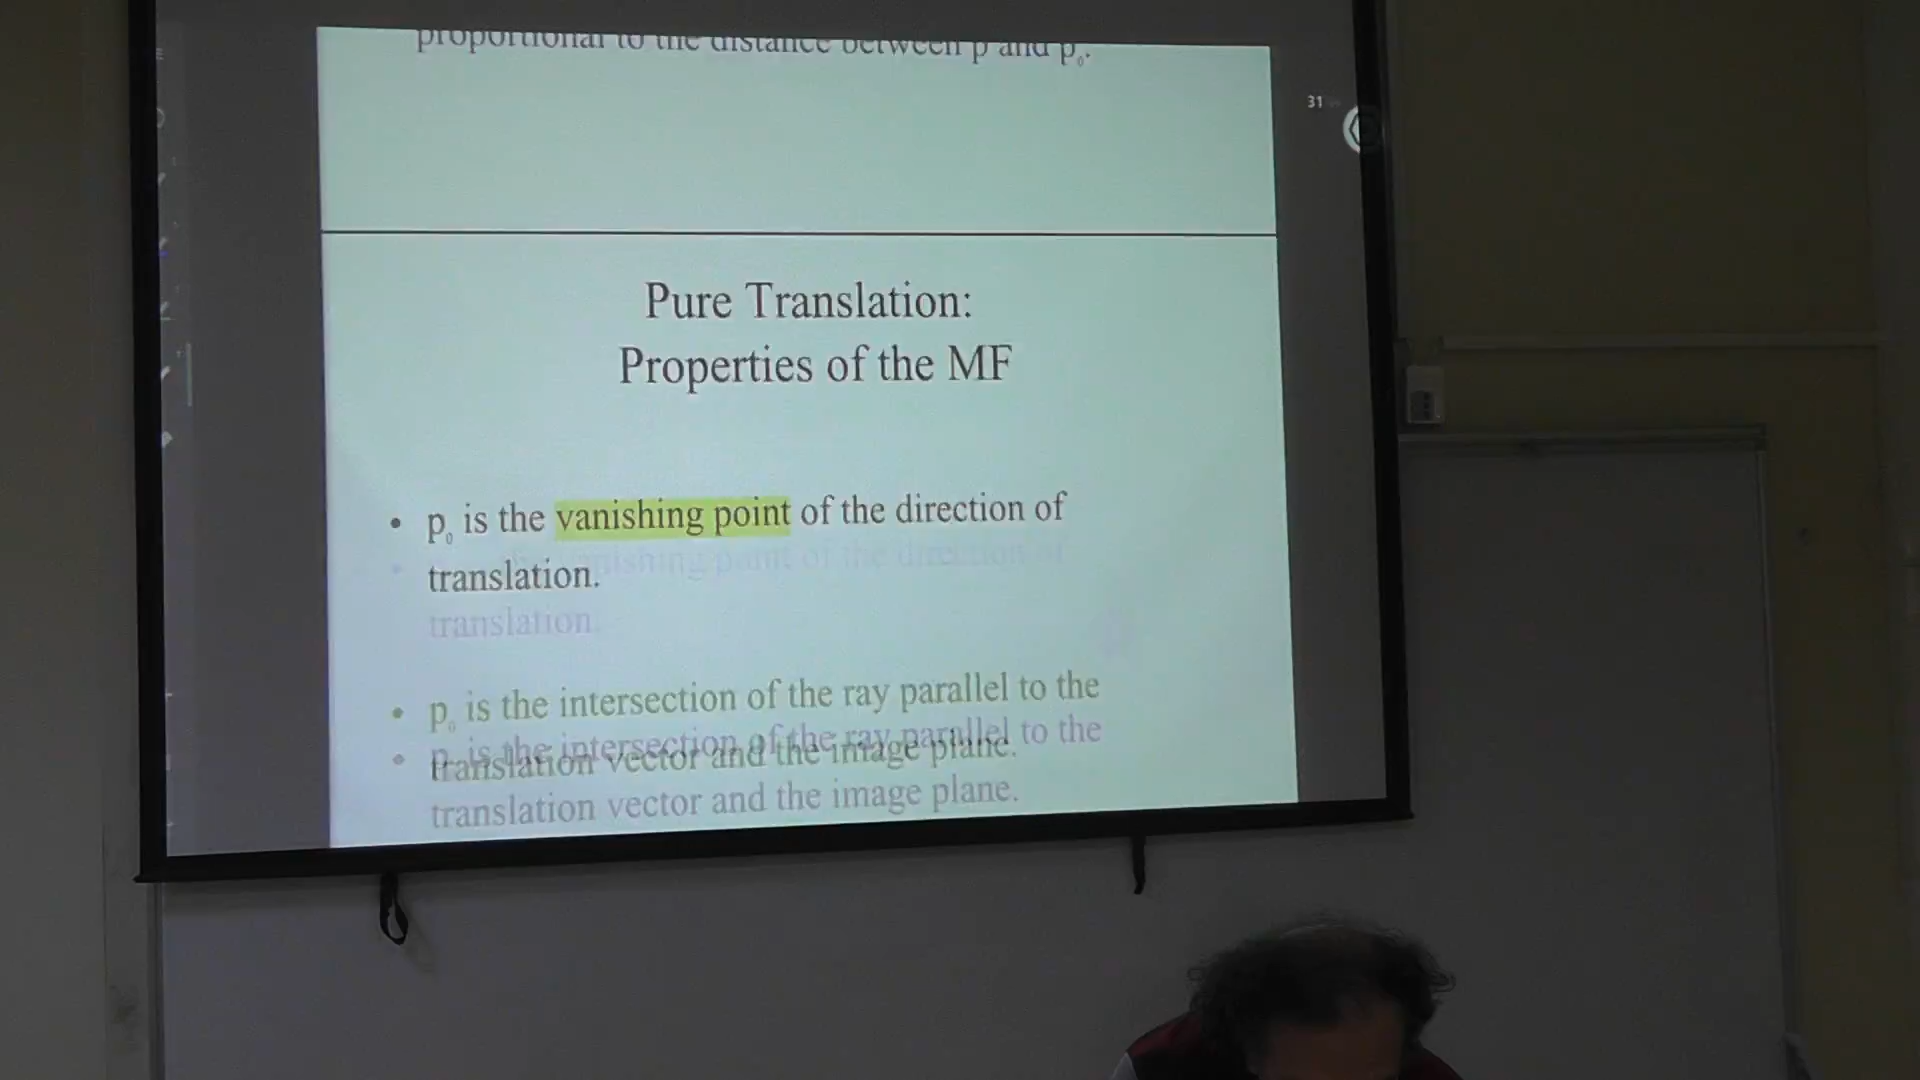 proportional to the distance between p and p₀.
31
Pure Translation:
Properties of the MF
• p₀ is the vanishing point of the direction of
translation.
• p₀ is the intersection of the ray parallel to the
translation vector and the image plane.